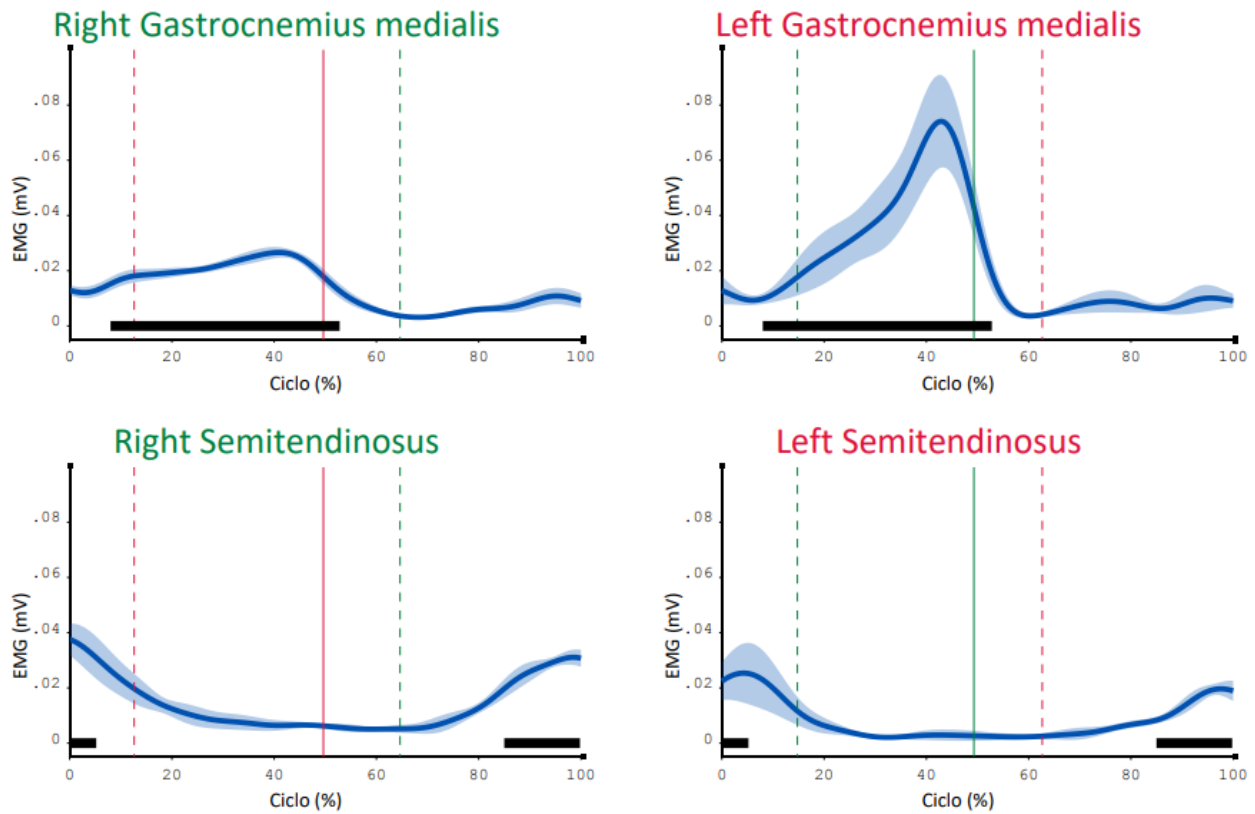 Right Gastrocnemius medialis
EMG (mV)
.08
.06
.04
.02
0
0 20 40 60 80 100
Ciclo (%)
Left Gastrocnemius medialis
EMG (mV)
.08
.06
.04
.02
0
0 20 40 60 80 100
Ciclo (%)
Right Semitendinosus
EMG (mV)
.08
.06
.04
.02
0
0 20 40 60 80 100
Ciclo (%)
Left Semitendinosus
EMG (mV)
.08
.06
.04
.02
0
0 20 40 60 80 100
Ciclo (%)